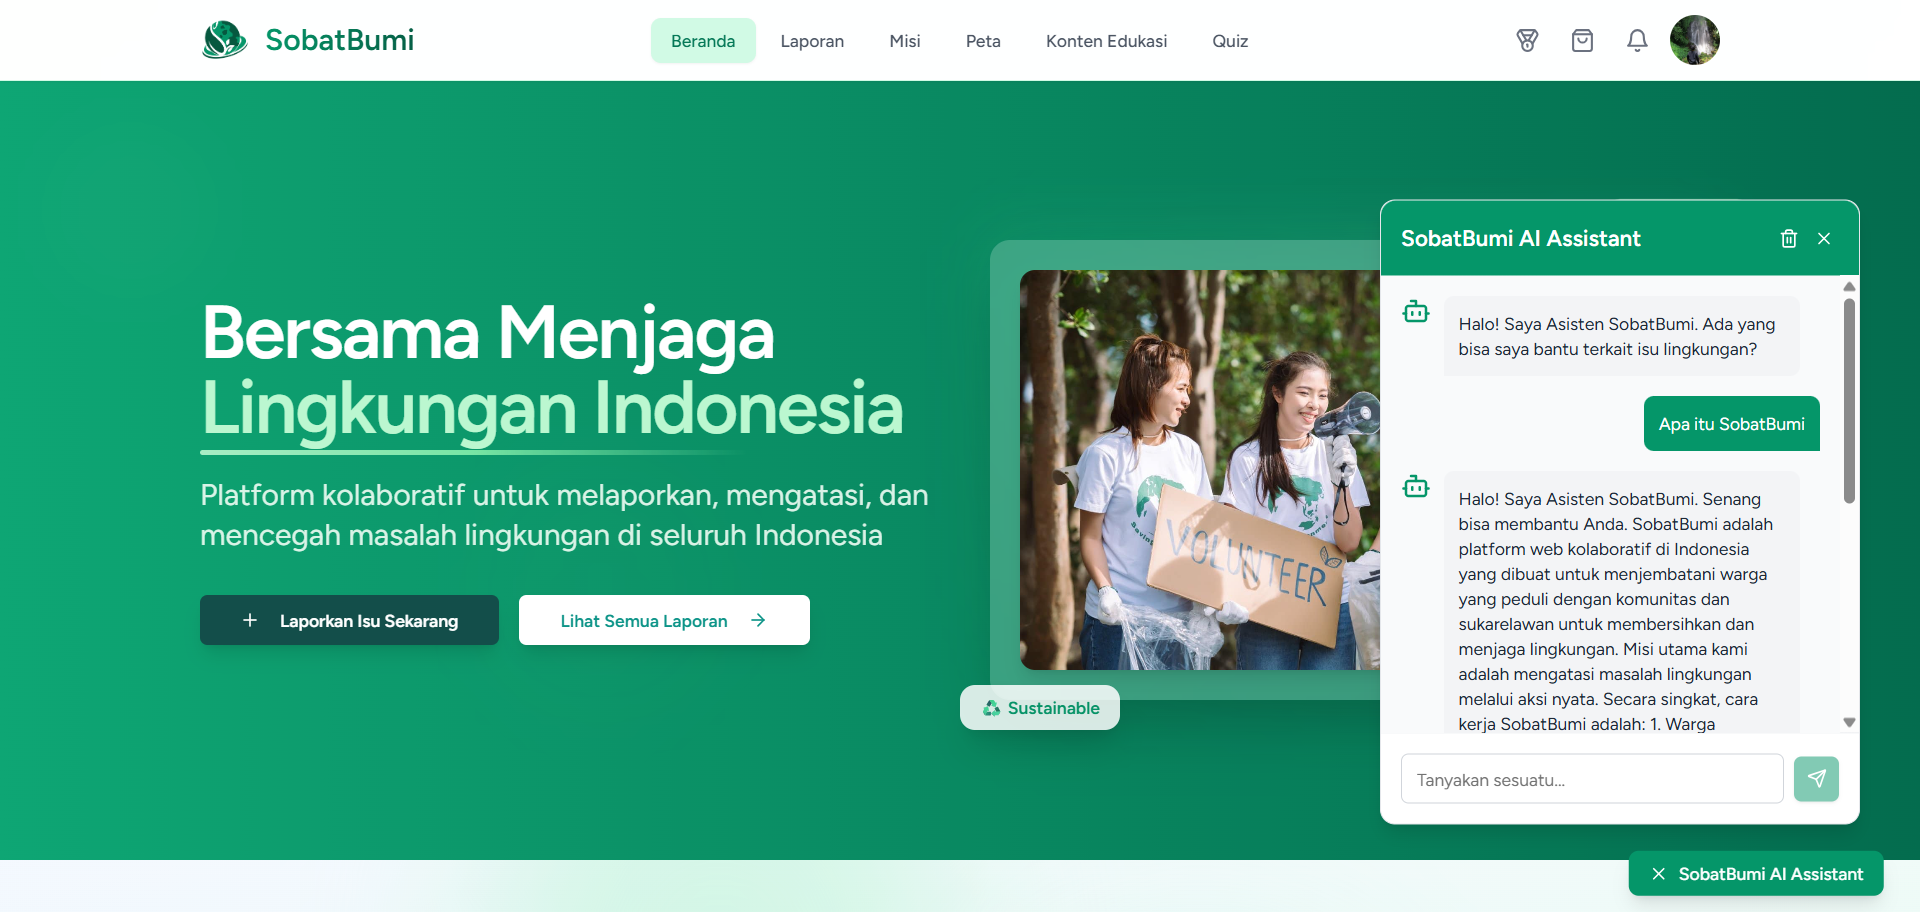 SobatBumi
Beranda
Laporan
Misi
Peta
Konten Edukasi
Quiz
Bersama Menjaga
Lingkungan Indonesia
Platform kolaboratif untuk melaporkan, mengatasi, dan
mencegah masalah lingkungan di seluruh Indonesia
Laporkan Isu Sekarang
Lihat Semua Laporan
VOLUNTEER
Sustainable
SobatBumi AI Assistant
Halo! Saya Asisten SobatBumi. Ada yang
bisa saya bantu terkait isu lingkungan?
Apa itu SobatBumi
Halo! Saya Asisten SobatBumi. Senang
bisa membantu Anda. SobatBumi adalah
platform web kolaboratif di Indonesia
yang dibuat untuk menjembatani warga
yang peduli dengan komunitas dan
sukarelawan untuk membersihkan dan
menjaga lingkungan. Misi utama kami
adalah mengatasi masalah lingkungan
melalui aksi nyata. Secara singkat, cara
kerja SobatBumi adalah: 1. Warga
Tanyakan sesuatu...
SobatBumi AI Assistant